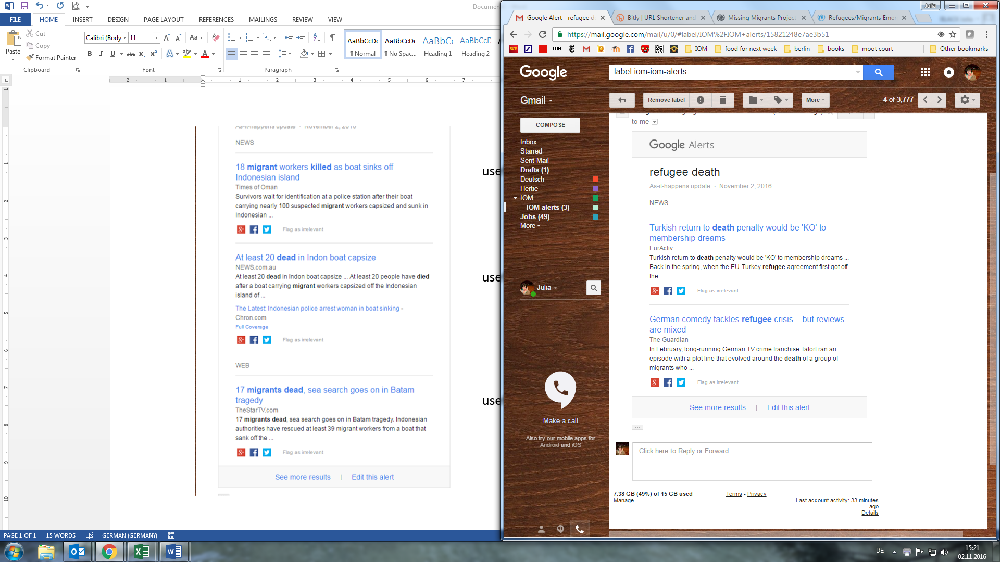 Document
FILE
HOME
INSERT
DESIGN
PAGE LAYOUT
REFERENCES
MAILINGS
REVIEW
VIEW
Paste
Cut
Copy
Format Painter
Clipboard
Calibri (Body
11
Font
Paragraph
AaBbCcDc
¶ Normal
AaBbCcDc
¶ No Spac...
AaBbC
Heading 1
AaBbCcD
Heading 2
As-it-happens update · November 2, 2016
NEWS
18 migrant workers killed as boat sinks off
Indonesian island
Times of Oman
Survivors wait for identification at a police station after their boat
carrying nearly 100 suspected migrant workers capsized and sunk in
Indonesian ...
Flag as irrelevant
At least 20 dead in Indon boat capsize
NEWS.com.au
At least 20 dead in Indon boat capsize ... At least 20 people have died
after a boat carrying migrant workers capsized off the Indonesian
island of ...
The Latest: Indonesian police arrest woman in boat sinking -
Chron.com
Full Coverage
Flag as irrelevant
WEB
17 migrants dead, sea search goes on in Batam
tragedy
TheStarTV.com
17 migrants dead, sea search goes on in Batam tragedy. Indonesian
authorities have rescued at least 39 migrant workers from a boat that
sank off the ...
Flag as irrelevant
See more results | Edit this alert
use
use
use
PAGE 1 OF 1
15 WORDS
GERMAN (GERMANY)
Julia
Google Alert - refugee de
Bitly | URL Shortener and
Missing Migrants Project
Refugees/Migrants Emer
https://mail.google.com/mail/u/0/#label/IOM%2FIOM+alerts/15821248e7ae3b51
IOM
food for next week
berlin
books
moot court
Other bookmarks
Google
label:iom-iom-alerts
Gmail
Remove label
More
4 of 3,777
COMPOSE
Inbox
Starred
Sent Mail
Drafts (1)
Deutsch
Hertie
IOM
IOM alerts (3)
Jobs (49)
More
Julia
Make a call
Also try our mobile apps for
Android and iOS
to me
Google Alerts
refugee death
As-it-happens update · November 2, 2016
NEWS
Turkish return to death penalty would be 'KO' to
membership dreams
EurActiv
Turkish return to death penalty would be 'KO' to membership dreams ...
Back in the spring, when the EU-Turkey refugee agreement first got off
the ...
Flag as irrelevant
German comedy tackles refugee crisis – but reviews
are mixed
The Guardian
In February, long-running German TV crime franchise Tatort ran an
episode with a plot line that evolved around the death of a group of
migrants who ...
Flag as irrelevant
See more results | Edit this alert
Click here to Reply or Forward
7.38 GB (49%) of 15 GB used
Manage
Terms - Privacy
Last account activity: 33 minutes
ago
Details
DE
15:21
02.11.2016